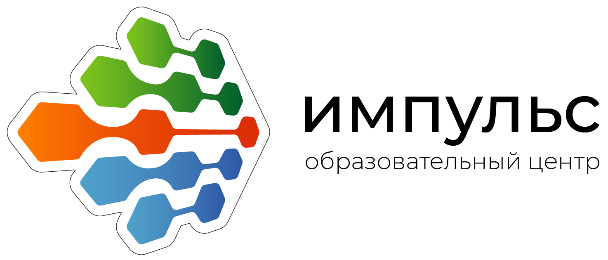 импульс
образовательный центр